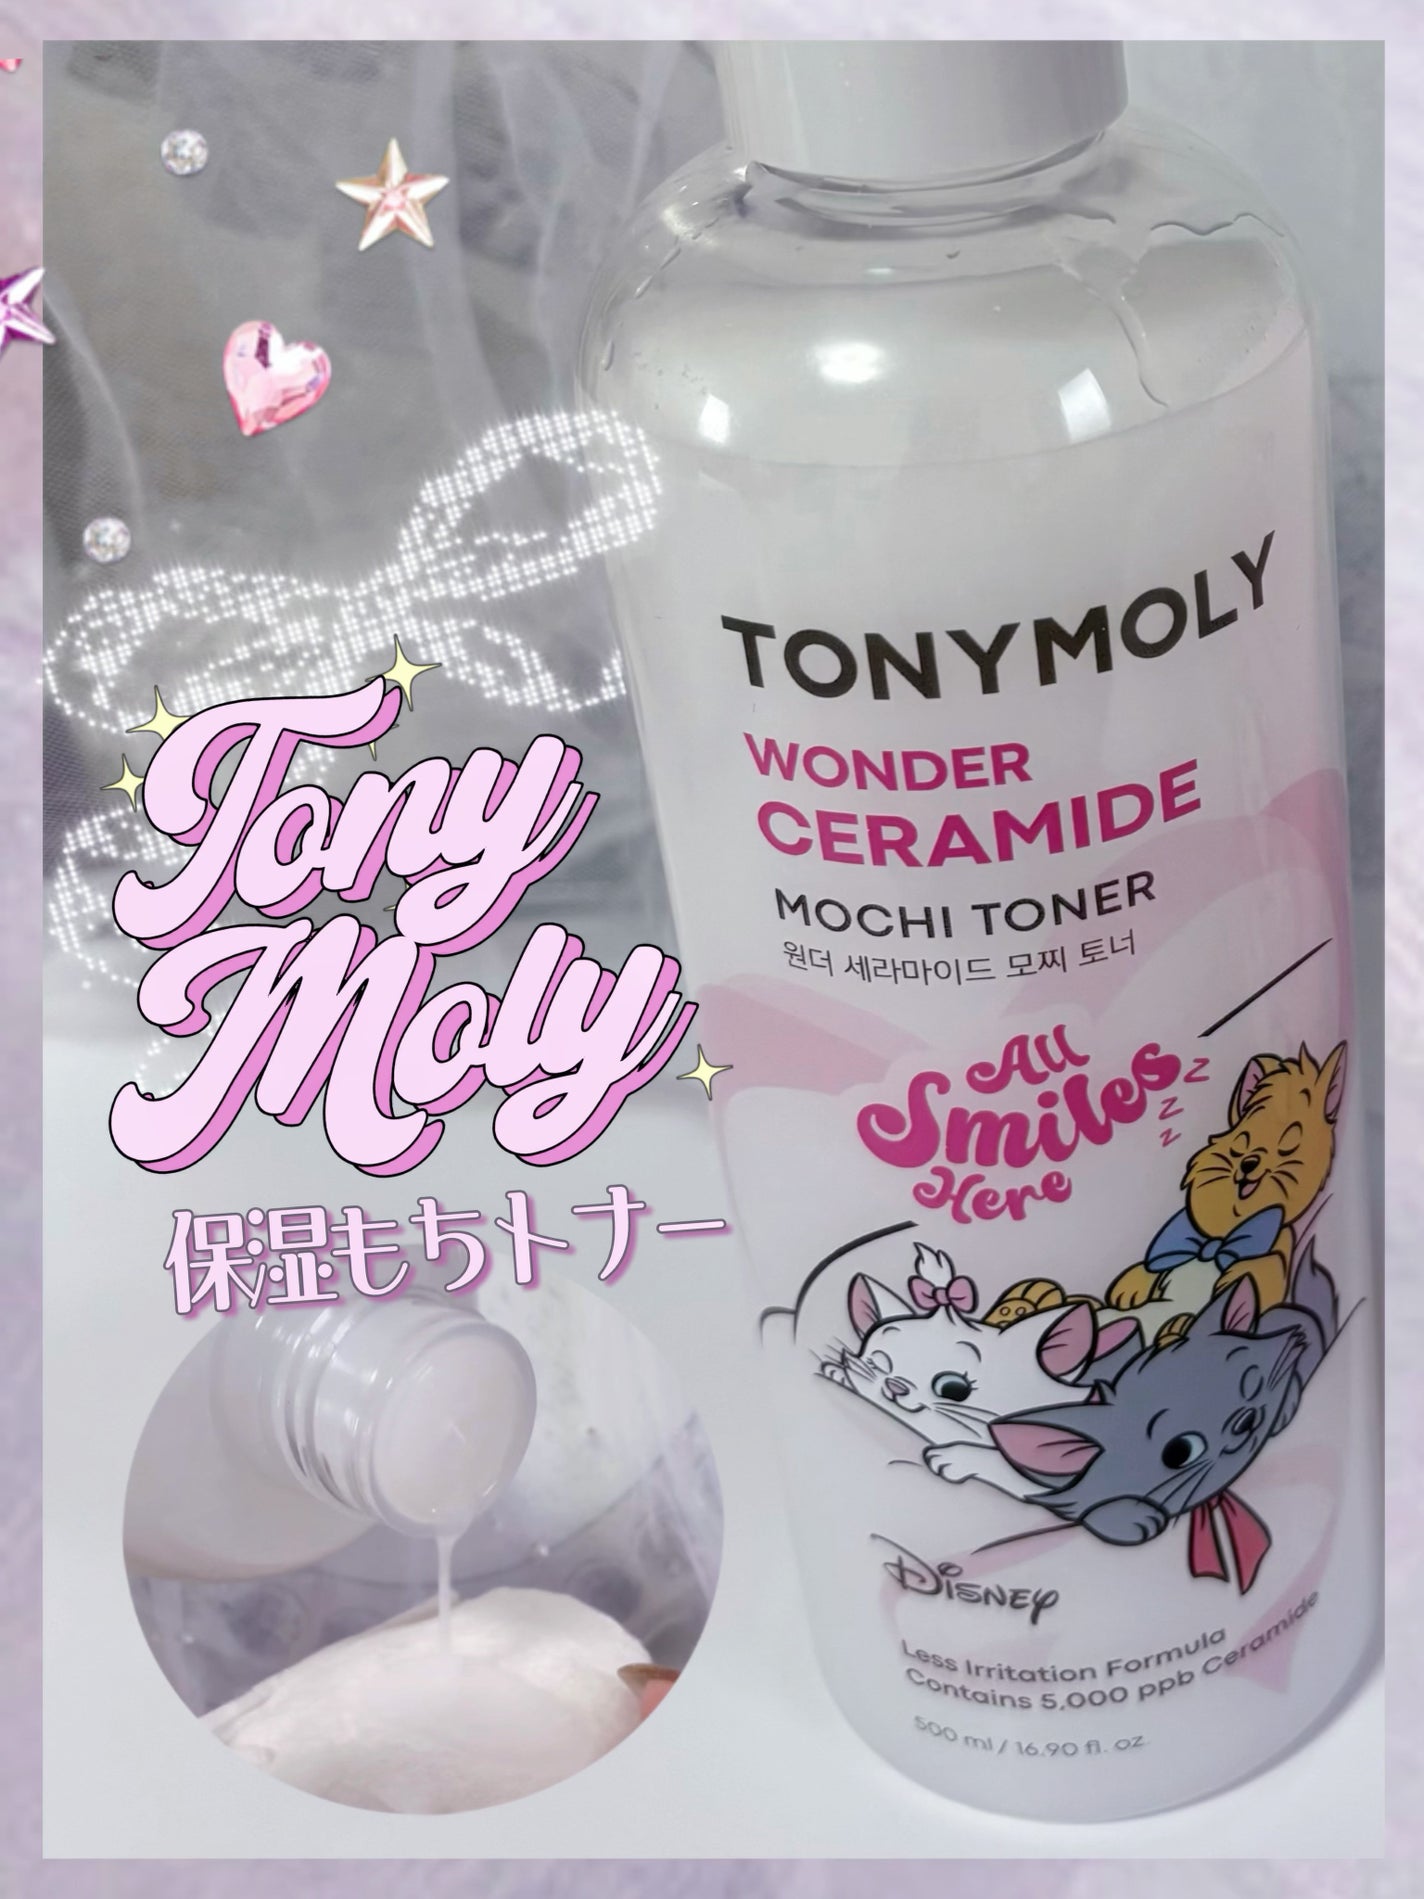 Tony
Moly
保湿もちトナー
TONYMOLY
WONDER
CERAMIDE
MOCHI TONER
원더 세라마이드 모찌 토너
All
Smiles
Here
z
z
z
Disney
Less Irritation Formula
Contains 5,000 ppb Ceramide
500 ml / 16.90 fl. oz